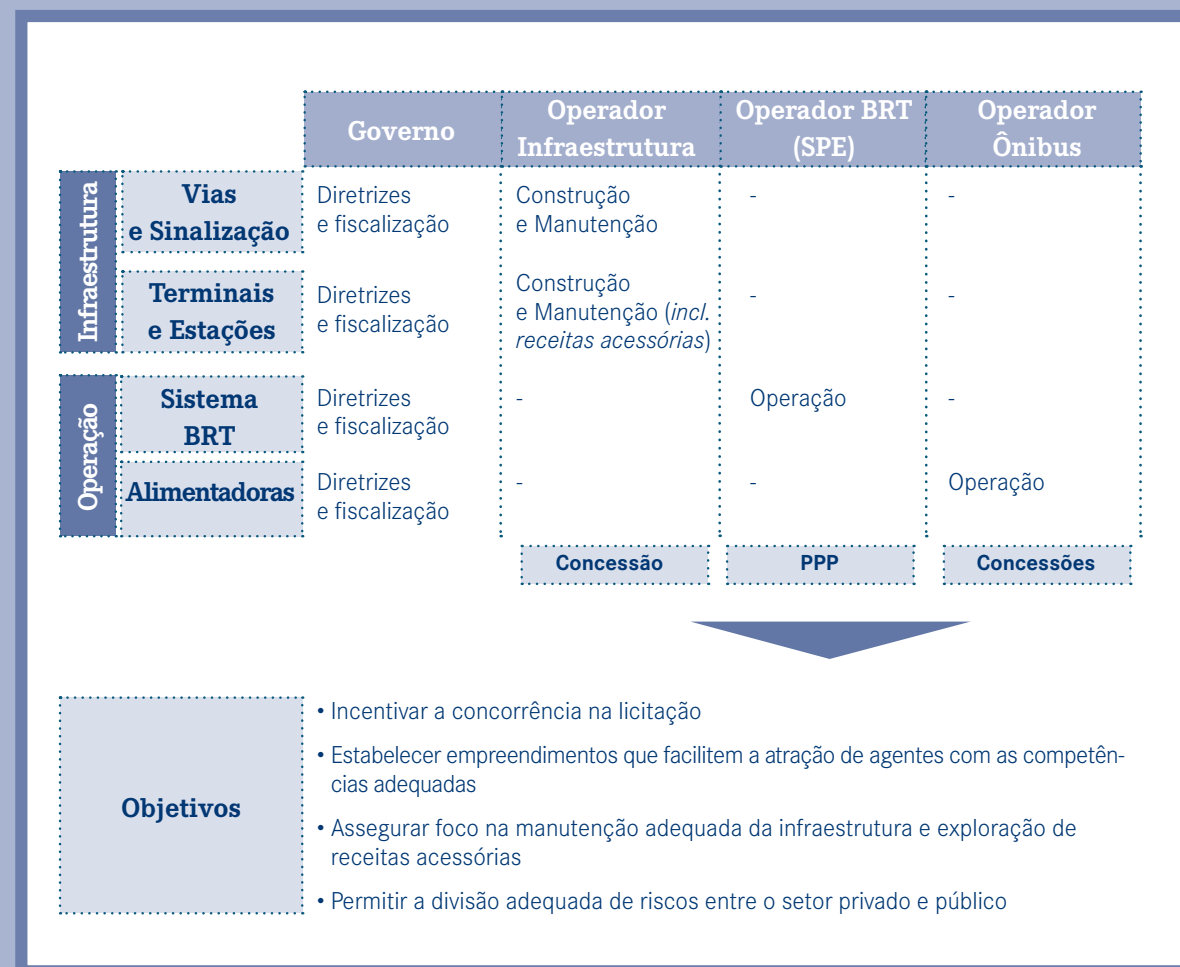 Governo
Operador
Infraestrutura
Operador BRT
(SPE)
Operador
Ônibus
Infraestrutura
Vias
e Sinalização
Diretrizes
e fiscalização
Construção
e Manutenção
-
-
Terminais
e Estações
Diretrizes
e fiscalização
Construção
e Manutenção (incl.
receitas acessórias)
-
-
Operação
Sistema
BRT
Diretrizes
e fiscalização
-
Operação
-
Alimentadoras
Diretrizes
e fiscalização
-
-
Operação
Concessão
PPP
Concessões
Objetivos
• Incentivar a concorrência na licitação
• Estabelecer empreendimentos que facilitem a atração de agentes com as competên-
cias adequadas
• Assegurar foco na manutenção adequada da infraestrutura e exploração de
receitas acessórias
• Permitir a divisão adequada de riscos entre o setor privado e público